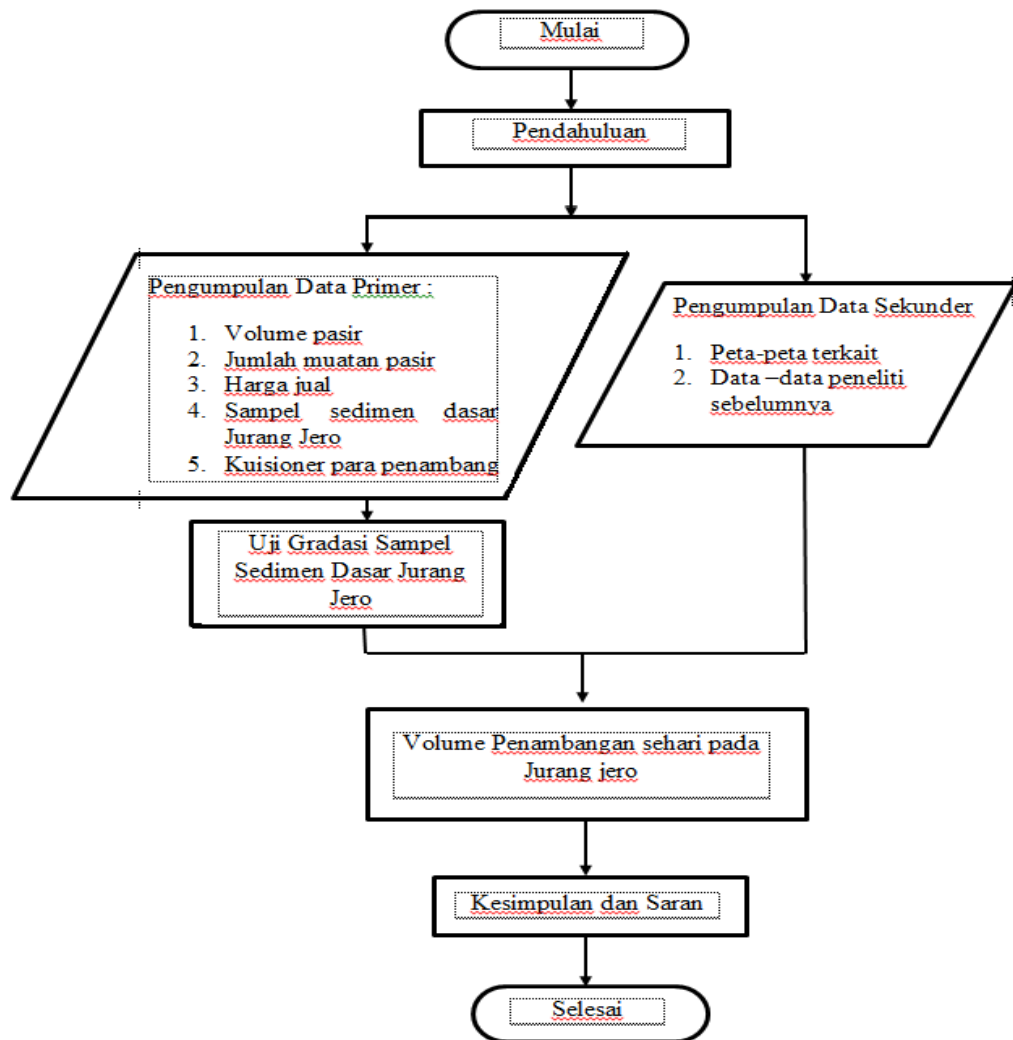 Mulai
Pendahuluan
Pengumpulan Data Primer :
1. Volume pasir
2. Jumlah muatan pasir
3. Harga jual
4. Sampel sedimen dasar
Jurang Jero
5. Kuisioner para penambang
Pengumpulan Data Sekunder
1. Peta-peta terkait
2. Data –data peneliti
sebelumnya
Uji Gradasi Sampel
Sedimen Dasar Jurang
Jero
Volume Penambangan sehari pada
Jurang jero
Kesimpulan dan Saran
Selesai